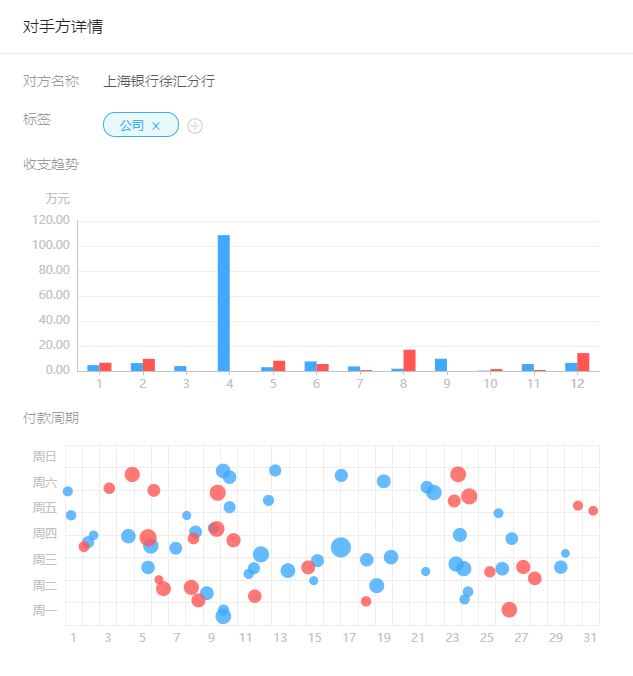 对手方详情
对方名称 上海银行徐汇分行
标签 公司 x
收支趋势
万元
120.00
100.00
80.00
60.00
40.00
20.00
0.00
1 2 3 4 5 6 7 8 9 10 11 12
付款周期
周日
周六
周五
周四
周三
周二
周一
1 3 5 7 9 11 13 15 17 19 21 23 25 27 29 31